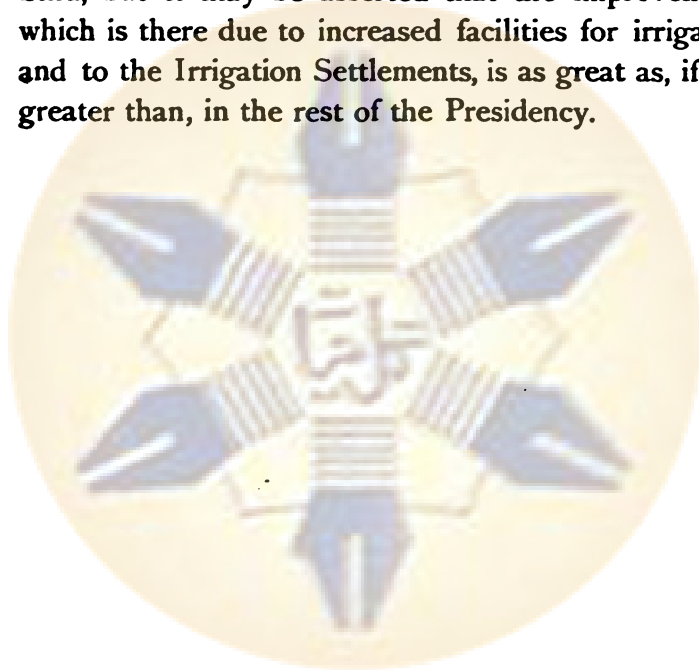 which is there due to increased facilities for
and to the Irrigation Settlements, is as great as, if
greater than, in the rest of the Presidency.